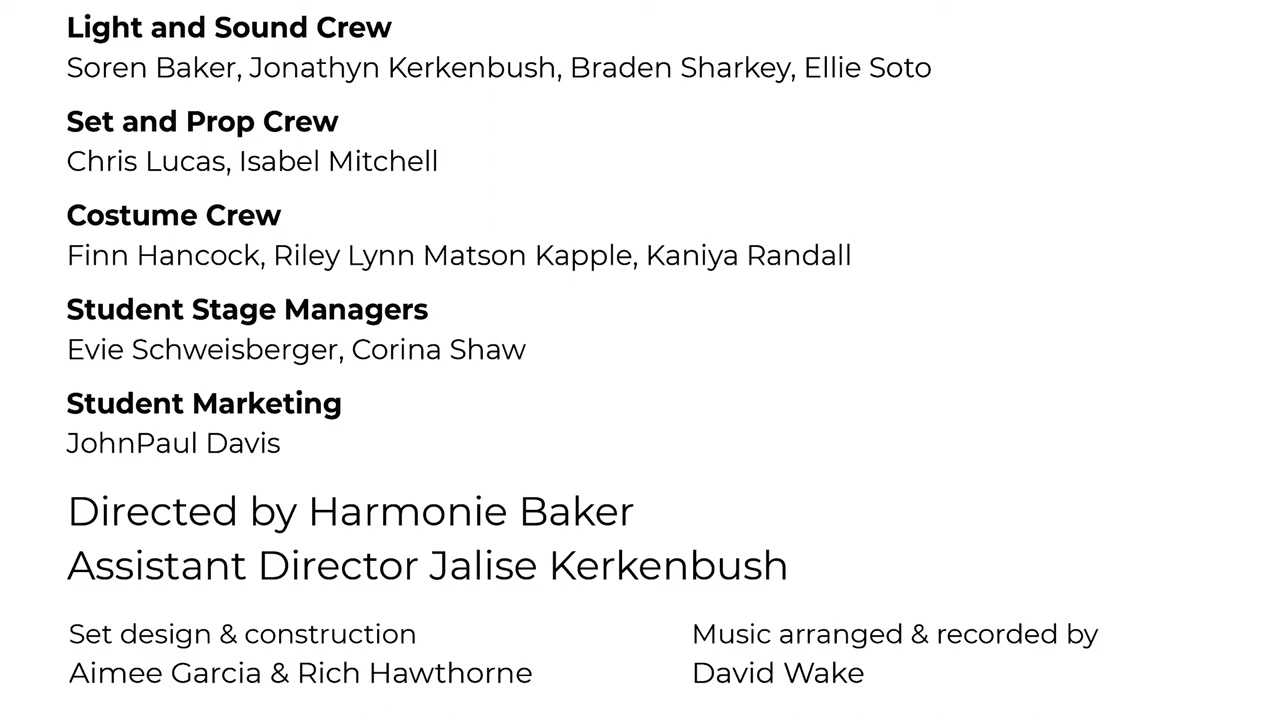 Light and Sound Crew
Soren Baker, Jonathyn Kerkenbush, Braden Sharkey, Ellie Soto
Set and Prop Crew
Chris Lucas, Isabel Mitchell
Costume Crew
Finn Hancock, Riley Lynn Matson Kapple, Kaniya Randall
Student Stage Managers
Evie Schweisberger, Corina Shaw
Student Marketing
JohnPaul Davis
Directed by Harmonie Baker
Assistant Director Jalise Kerkenbush
Set design & construction
Aimee Garcia & Rich Hawthorne
Music arranged & recorded by
David Wake